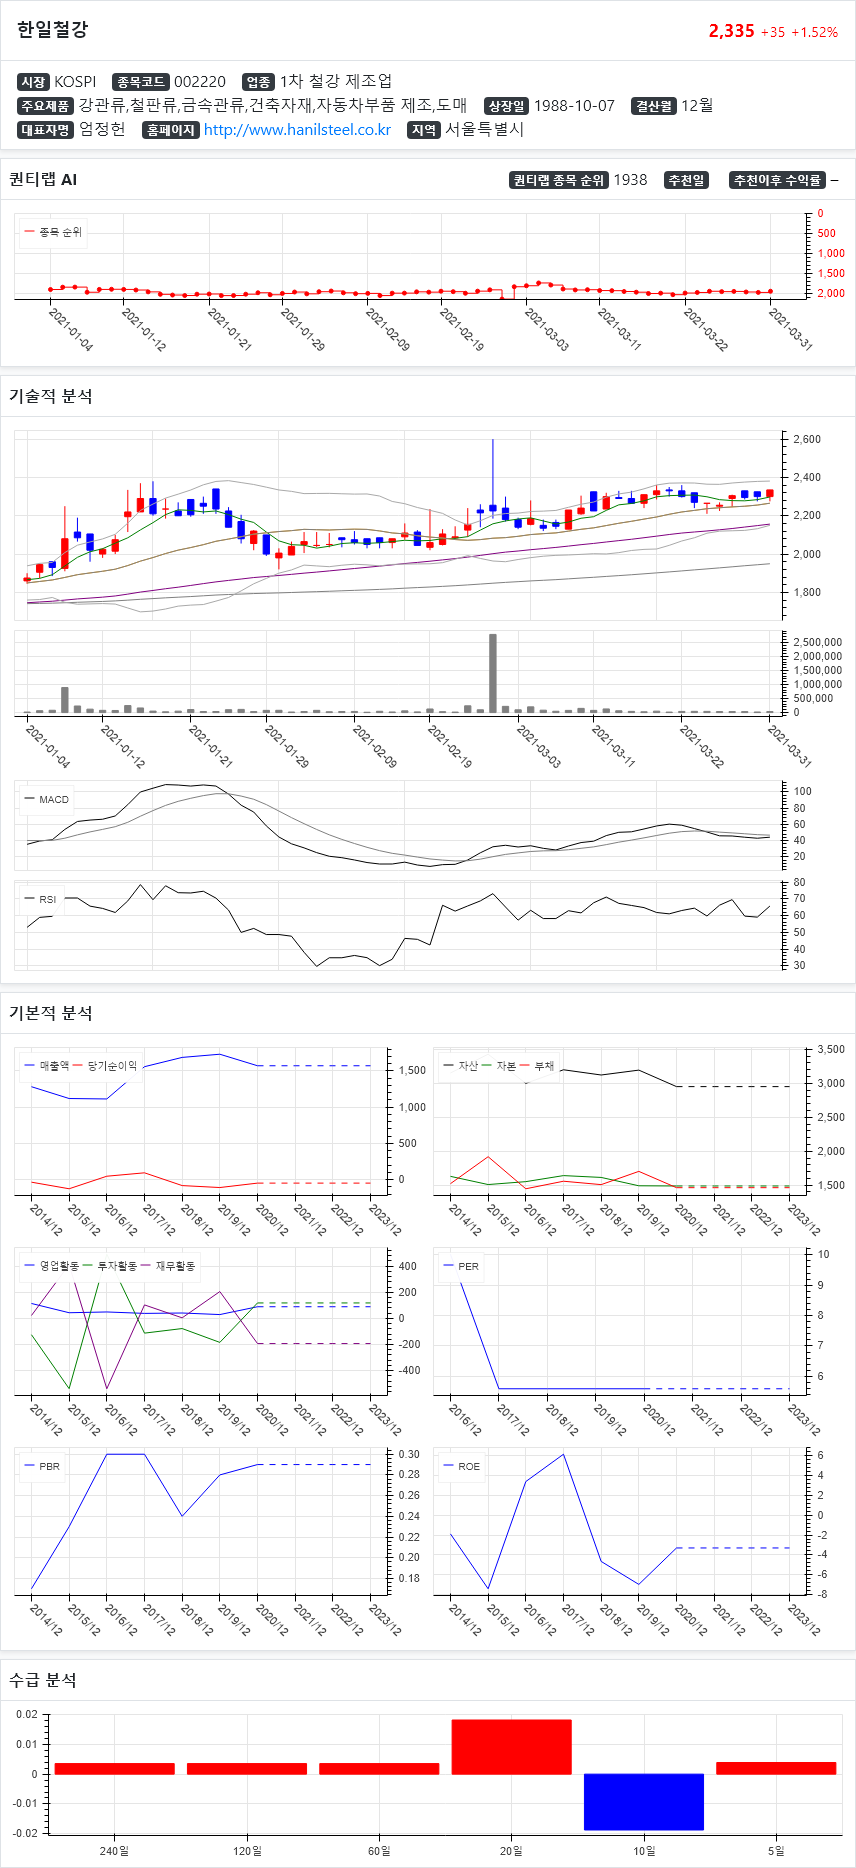 한일철강
2,335 +35 +1.52%
시장 KOSPI 종목코드 002220 업종 1차 철강 제조업
주요제품 강관류,철판류,금속관류,건축자재,자동차부품 제조,도매 상장일 1988-10-07 결산월 12월
대표자명 엄정헌 홈페이지 http://www.hanilsteel.co.kr 지역 서울특별시
퀀티랩 AI
퀀티랩 종목 순위 1938 추천일 추천이후 수익률 –
종목 순위
0
500
1,000
1,500
2,000
2021-01-04 2021-01-12 2021-01-21 2021-01-29 2021-02-09 2021-02-19 2021-03-03 2021-03-11 2021-03-22 2021-03-31
기술적 분석
2,600
2,400
2,200
2,000
1,800
2,500,000
2,000,000
1,500,000
1,000,000
500,000
0
2021-01-04 2021-01-12 2021-01-21 2021-01-29 2021-02-09 2021-02-19 2021-03-03 2021-03-11 2021-03-22 2021-03-31
MACD
100
80
60
40
20
RSI
80
70
60
50
40
30
기본적 분석
매출액 당기순이익
1,500
1,000
500
0
2014/12 2015/12 2016/12 2017/12 2018/12 2019/12 2020/12 2021/12 2022/12 2023/12
자산 자본 부채
3,500
3,000
2,500
2,000
1,500
2014/12 2015/12 2016/12 2017/12 2018/12 2019/12 2020/12 2021/12 2022/12 2023/12
영업활동 투자활동 재무활동
400
200
0
-200
-400
2014/12 2015/12 2016/12 2017/12 2018/12 2019/12 2020/12 2021/12 2022/12 2023/12
PER
10
9
8
7
6
2016/12 2017/12 2018/12 2019/12 2020/12 2021/12 2022/12 2023/12
PBR
0.30
0.28
0.26
0.24
0.22
0.20
0.18
2014/12 2015/12 2016/12 2017/12 2018/12 2019/12 2020/12 2021/12 2022/12 2023/12
ROE
6
4
2
0
-2
-4
-6
-8
2014/12 2015/12 2016/12 2017/12 2018/12 2019/12 2020/12 2021/12 2022/12 2023/12
수급 분석
0.02
0.01
0
-0.01
-0.02
240일 120일 60일 20일 10일 5일